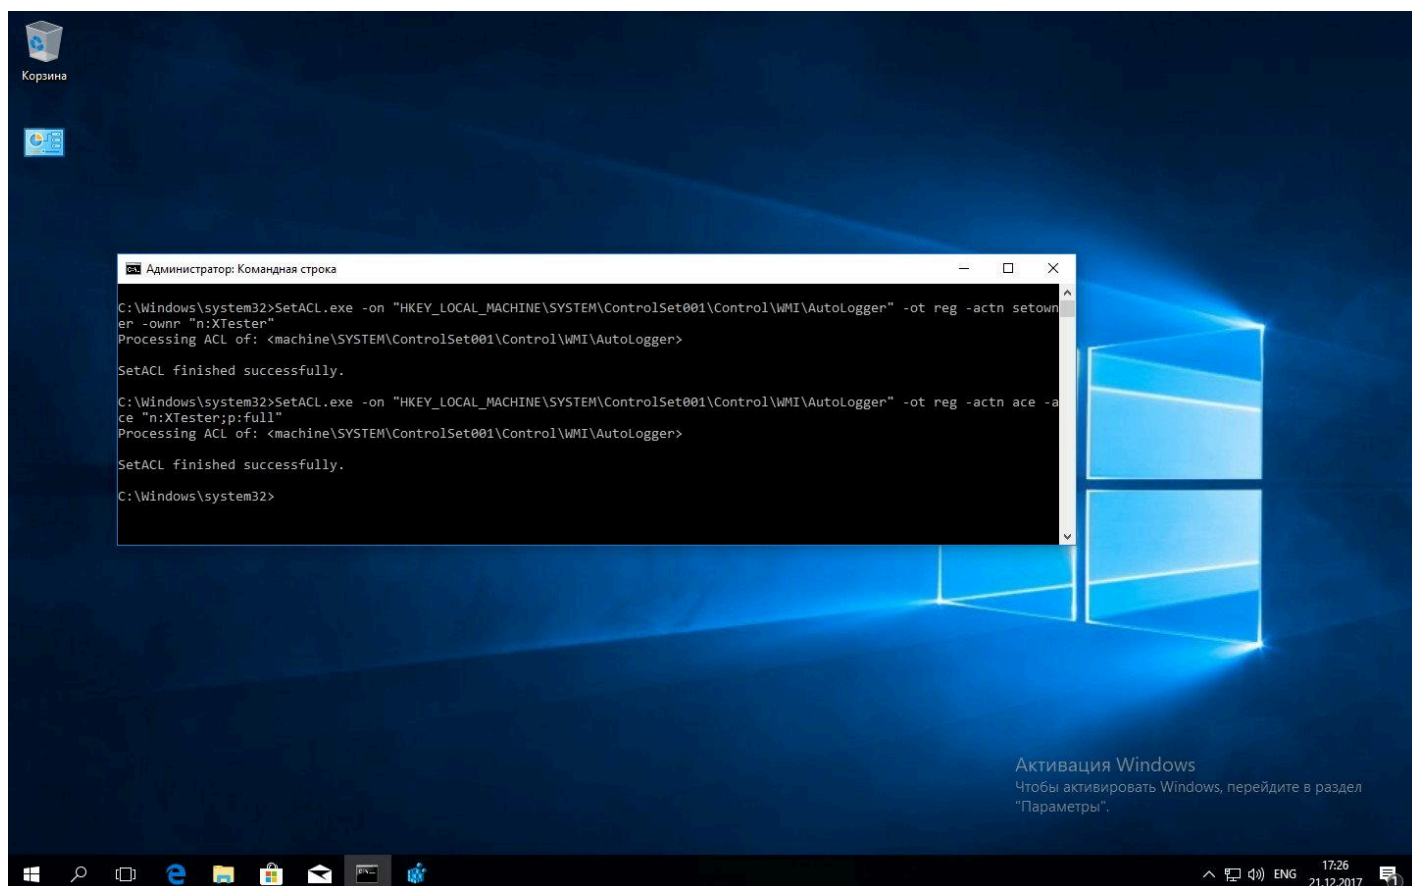 Корзина
Администратор: Командная строка
C:\Windows\system32>SetACL.exe -on "HKEY_LOCAL_MACHINE\SYSTEM\ControlSet001\Control\WMI\AutoLogger" -ot reg -actn setown
er -ownr "n:XTester"
Processing ACL of: <machine\SYSTEM\ControlSet001\Control\WMI\AutoLogger>
SetACL finished successfully.
C:\Windows\system32>SetACL.exe -on "HKEY_LOCAL_MACHINE\SYSTEM\ControlSet001\Control\WMI\AutoLogger" -ot reg -actn ace -a
ce "n:XTester;p:full"
Processing ACL of: <machine\SYSTEM\ControlSet001\Control\WMI\AutoLogger>
SetACL finished successfully.
C:\Windows\system32>
Активация Windows
Чтобы активировать Windows, перейдите в раздел
"Параметры".
ENG
17:26
21.12.2017
1